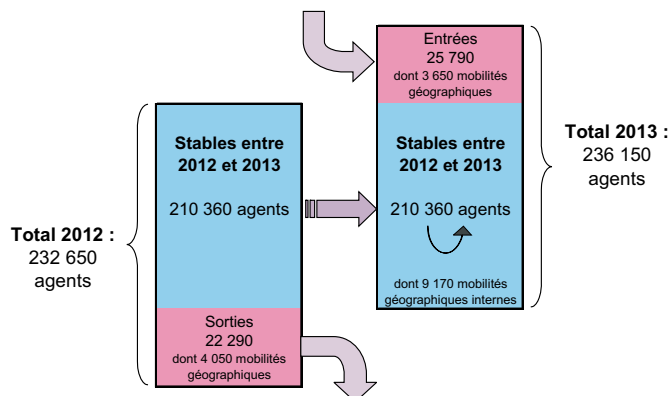 Entrées
25 790
dont 3 650 mobilités
géographiques
Stables entre
2012 et 2013
210 360 agents
Stables entre
2012 et 2013
210 360 agents
Total 2013 :
236 150
agents
Total 2012 :
232 650
agents
dont 9 170 mobilités
géographiques internes
Sorties
22 290
dont 4 050 mobilités
géographiques